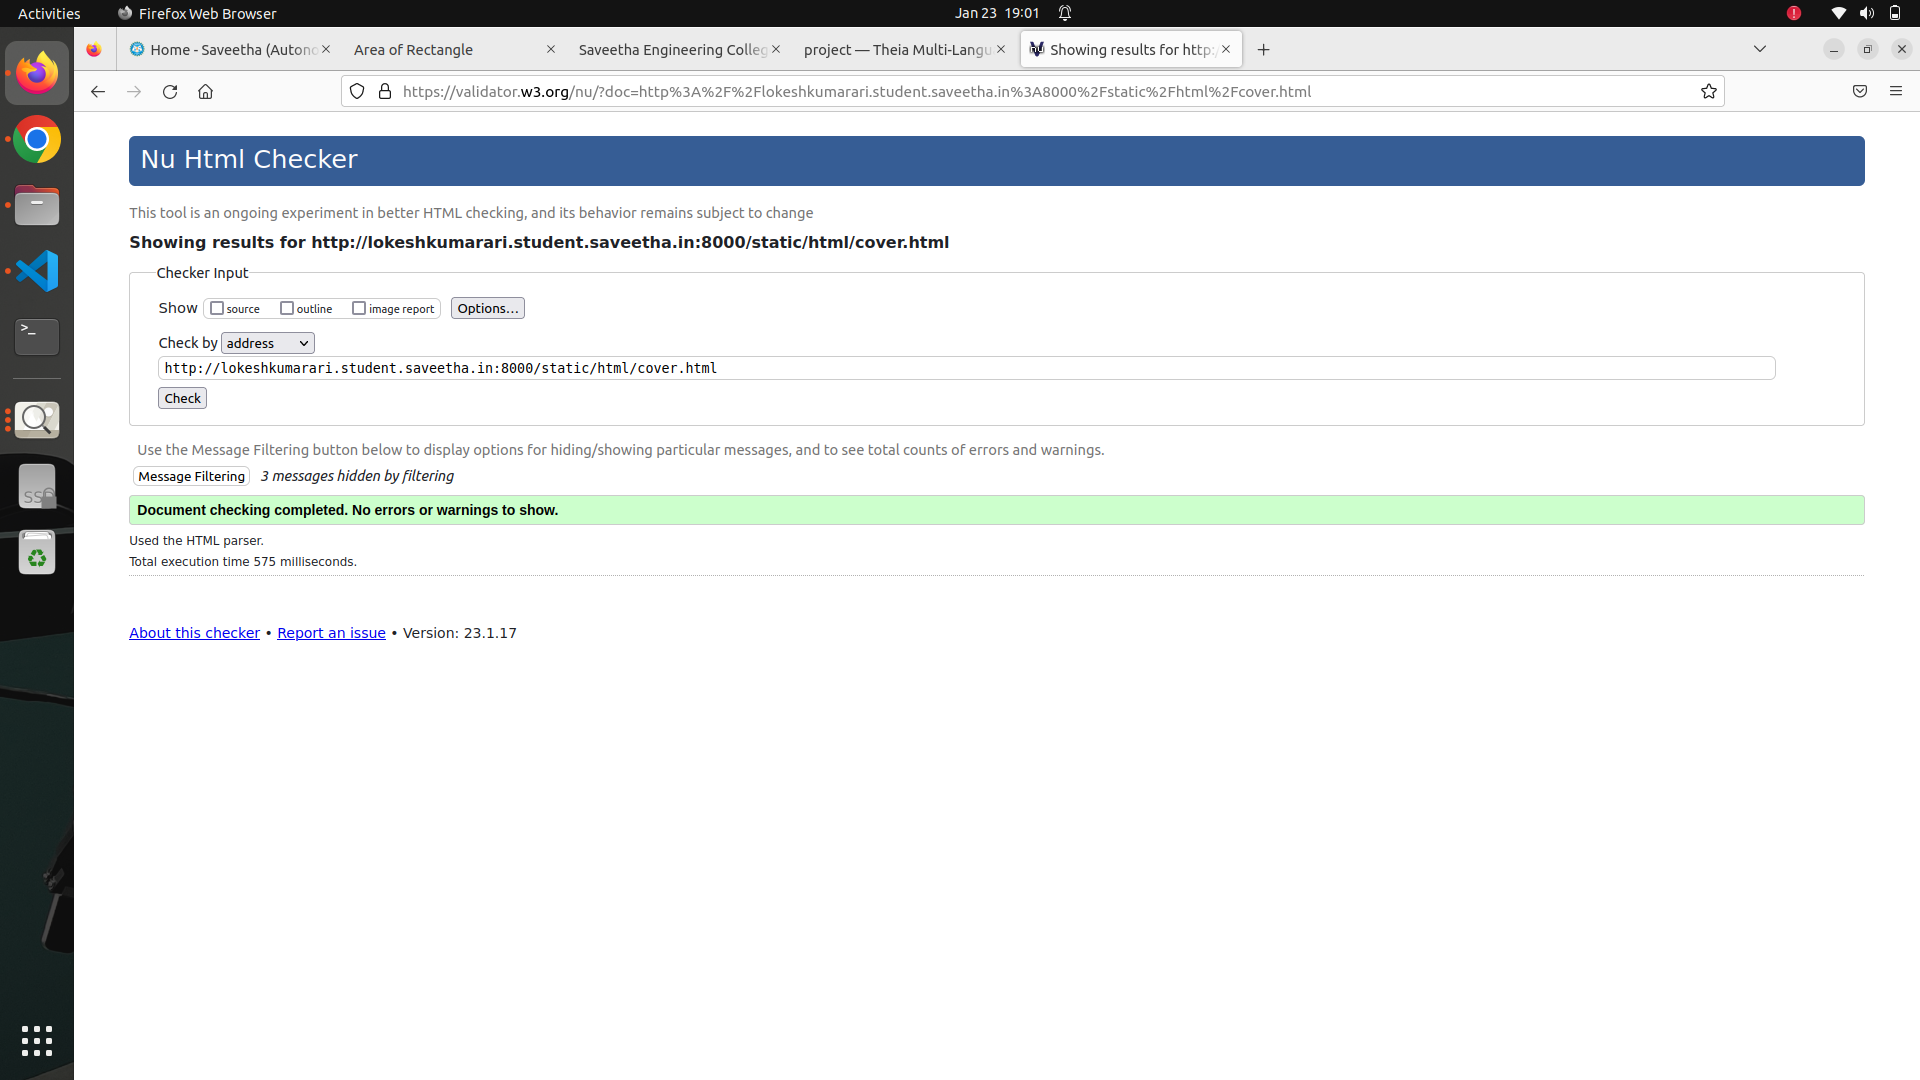 Activities
Firefox Web Browser
Jan 23 19:01
Home - Saveetha (Autono
Area of Rectangle
Saveetha Engineering Colleg
project — Theia Multi-Langu
Showing results for http:/
https://validator.w3.org/nu/?doc=http%3A%2F%2Flokeshkumarari.student.saveetha.in%3A8000%2Fstatic%2Fhtml%2Fcover.html
Nu Html Checker
This tool is an ongoing experiment in better HTML checking, and its behavior remains subject to change
Showing results for http://lokeshkumarari.student.saveetha.in:8000/static/html/cover.html
Checker Input
Show source outline image report Options...
Check by address
http://lokeshkumarari.student.saveetha.in:8000/static/html/cover.html
Check
Use the Message Filtering button below to display options for hiding/showing particular messages, and to see total counts of errors and warnings.
Message Filtering 3 messages hidden by filtering
Document checking completed. No errors or warnings to show.
Used the HTML parser.
Total execution time 575 milliseconds.
About this checker • Report an issue • Version: 23.1.17